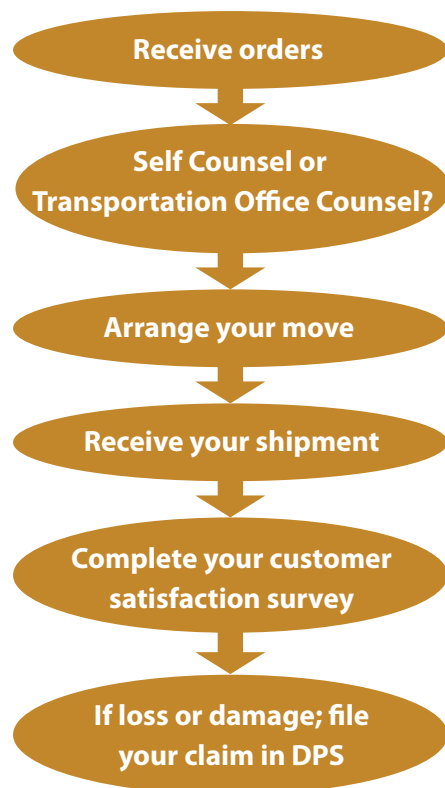 Receive orders
Self Counsel or
Transportation Office Counsel?
Arrange your move
Receive your shipment
Complete your customer
satisfaction survey
If loss or damage; file
your claim in DPS